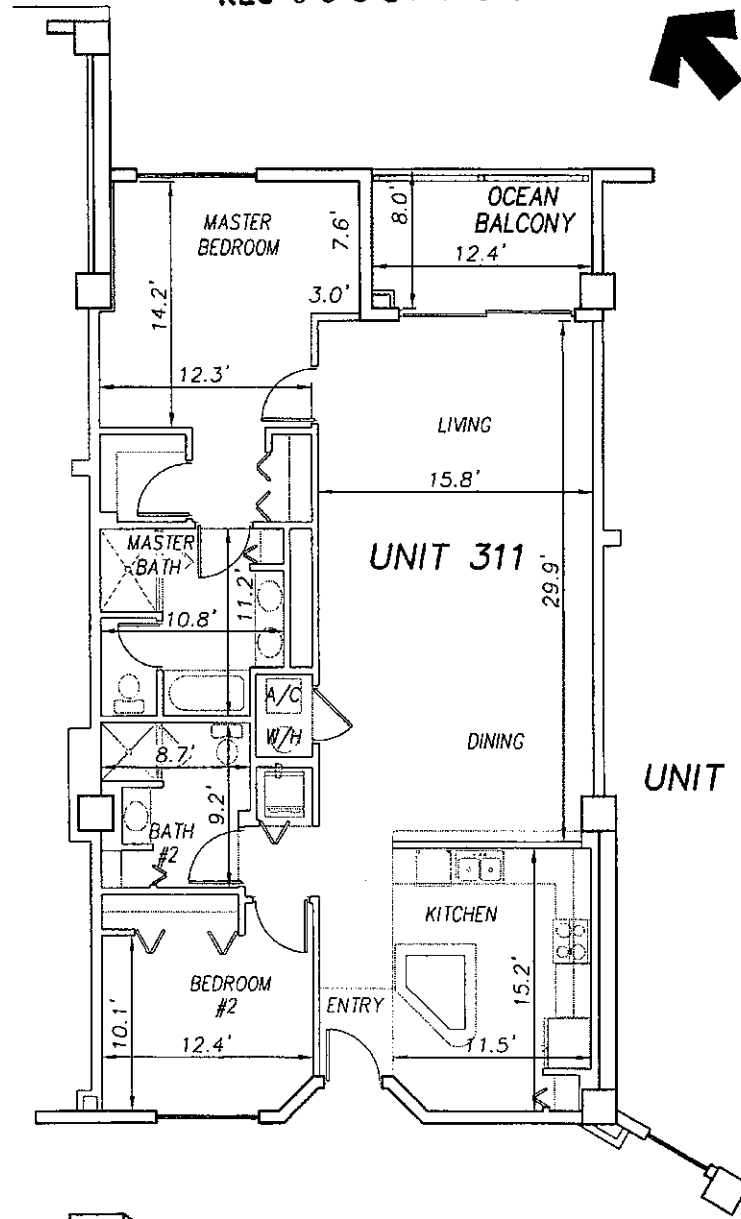 OCEAN
BALCONY
8.0'
12.4'
MASTER
BEDROOM
7.6'
3.0'
14.2'
12.3'
LIVING
15.8'
UNIT 311
29.9'
MASTER
BATH
11.2'
10.8'
A/C
W/H
DINING
8.7'
9.2'
BATH
#2
UNIT
KITCHEN
15.2'
11.5'
BEDROOM
#2
ENTRY
10.1'
12.4'